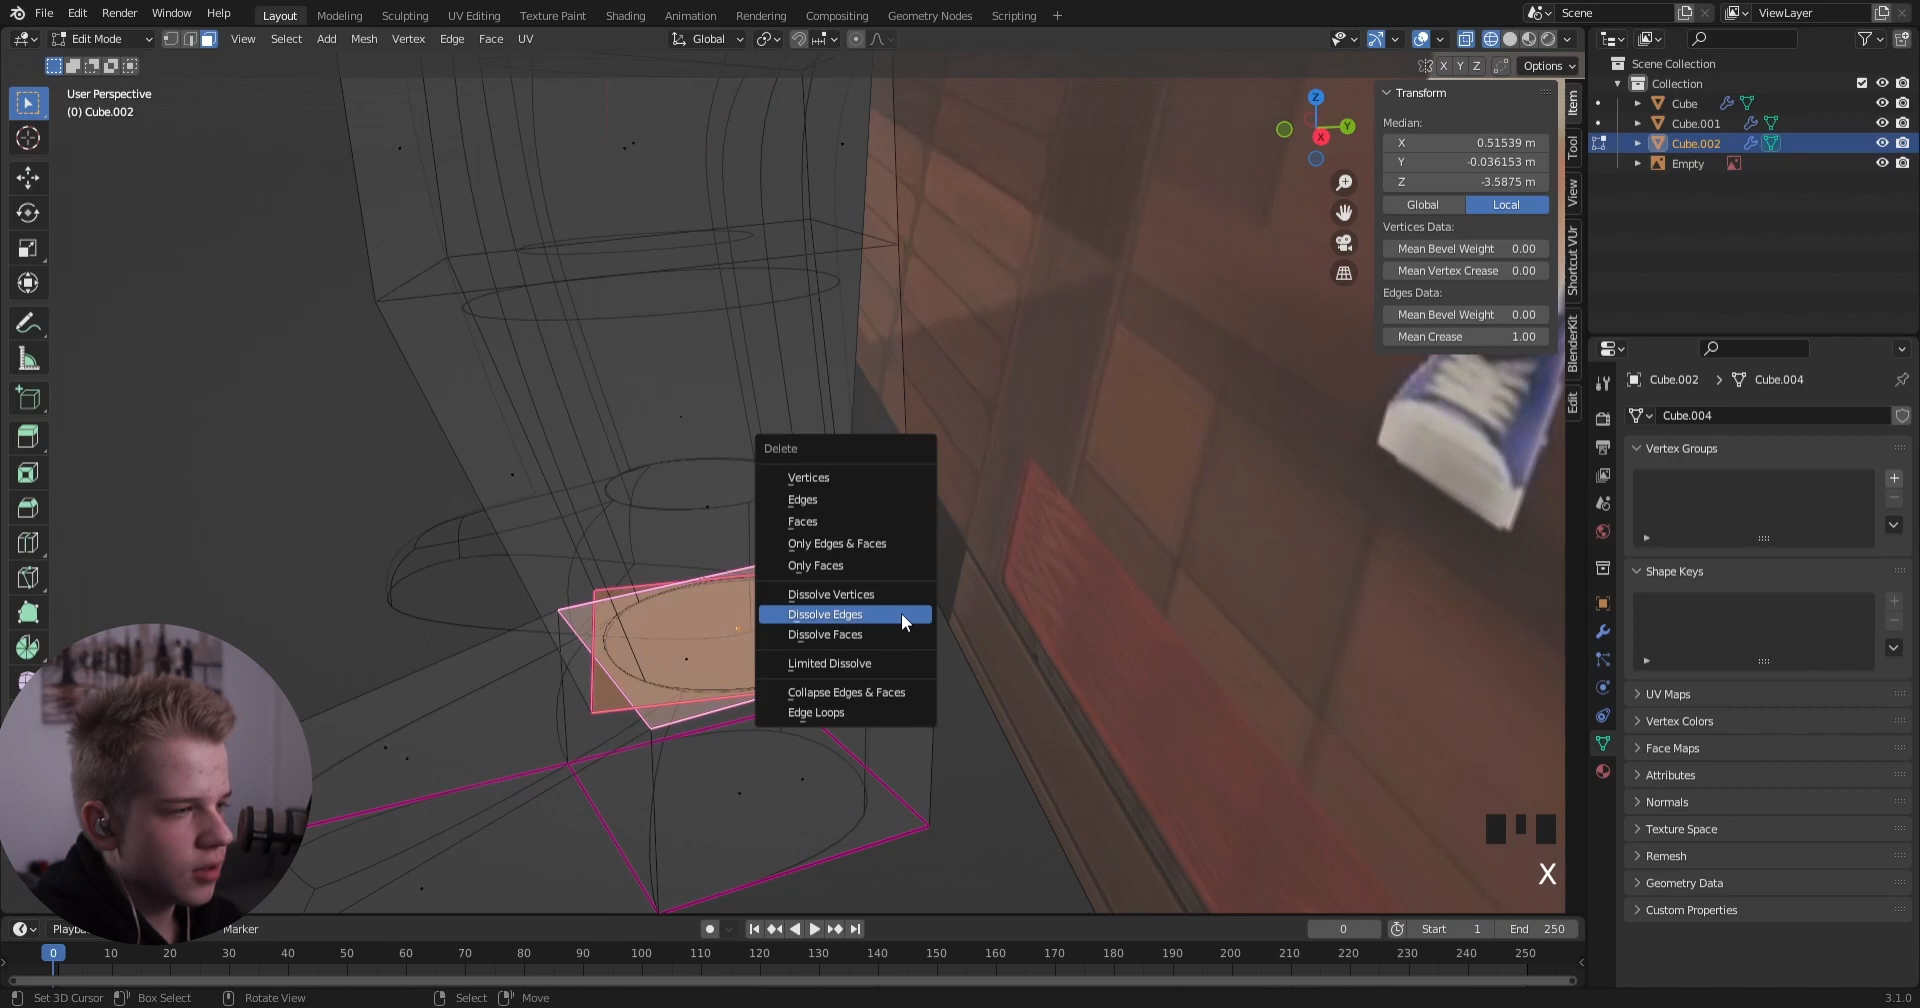 File Edit Render Window Help Layout Modeling Sculpting UV Editing Texture Paint Shading Animation Rendering Compositing Geometry Nodes Scripting + Scene ViewLayer
Edit Mode View Select Add Mesh Vertex Edge Face UV Global
X Y Z Options
User Perspective
(0) Cube.002
Z
Y
X
Transform
Median:
X 0.51539 m
Y -0.036153 m
Z -3.5875 m
Global Local
Vertices Data:
Mean Bevel Weight 0.00
Mean Vertex Crease 0.00
Edges Data:
Mean Bevel Weight 0.00
Mean Crease 1.00
Item
Tool
View
Shortcut VUr
BlenderKit
Edit
Scene Collection
Collection
Cube
Cube.001
Cube.002
Empty
Delete
Vertices
Edges
Faces
Only Edges & Faces
Only Faces
Dissolve Vertices
Dissolve Edges
Dissolve Faces
Limited Dissolve
Collapse Edges & Faces
Edge Loops
X
Cube.002 > Cube.004
Cube.004
Vertex Groups
Shape Keys
UV Maps
Vertex Colors
Face Maps
Attributes
Normals
Texture Space
Remesh
Geometry Data
Custom Properties
Marker 0 Start 1 End 250
0 10 20 30 40 50 60 70 80 90 100 110 120 130 140 150 160 170 180 190 200 210 220 230 240 250
Set 3D Cursor Box Select Rotate View Select Move 3.1.0